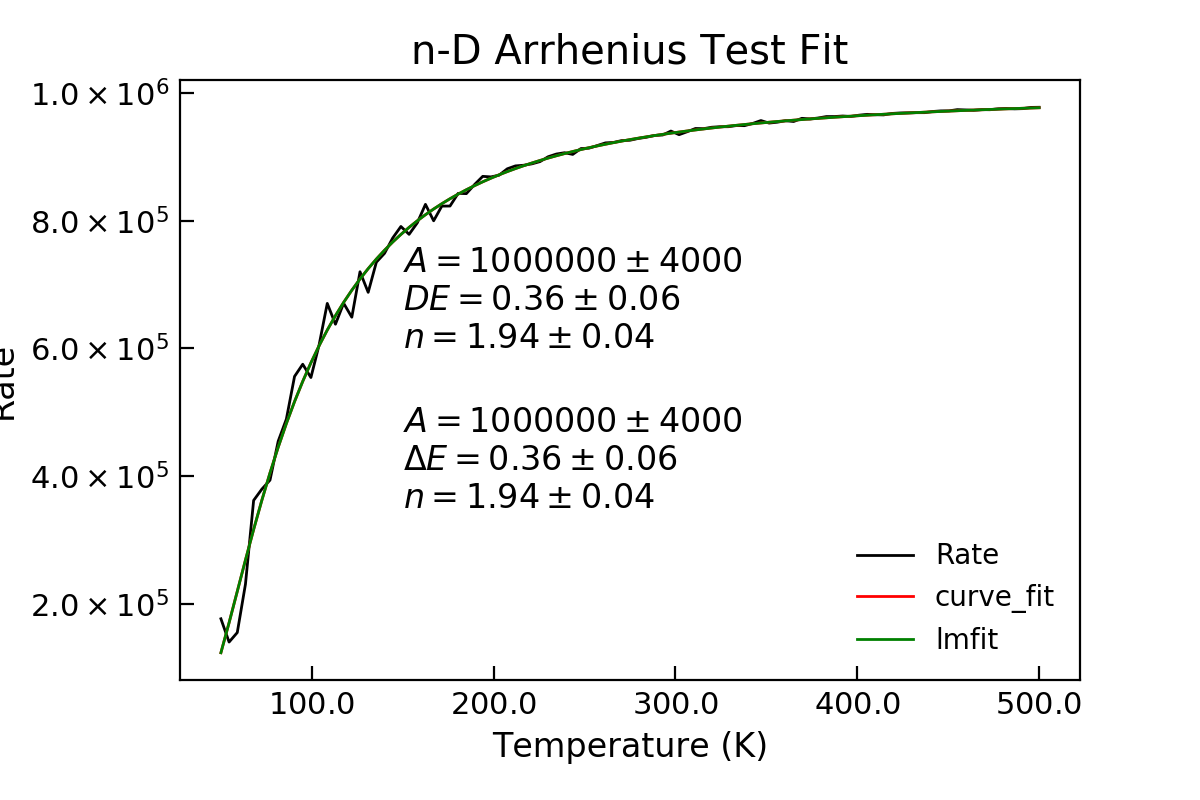 n-D Arrhenius Test Fit
1.0 × 10⁶
8.0 × 10⁵
6.0 × 10⁵
4.0 × 10⁵
2.0 × 10⁵
Rate
A = 1000000 ± 4000
DE = 0.36 ± 0.06
n = 1.94 ± 0.04
A = 1000000 ± 4000
ΔE = 0.36 ± 0.06
n = 1.94 ± 0.04
Rate
curve_fit
lmfit
100.0 200.0 300.0 400.0 500.0
Temperature (K)